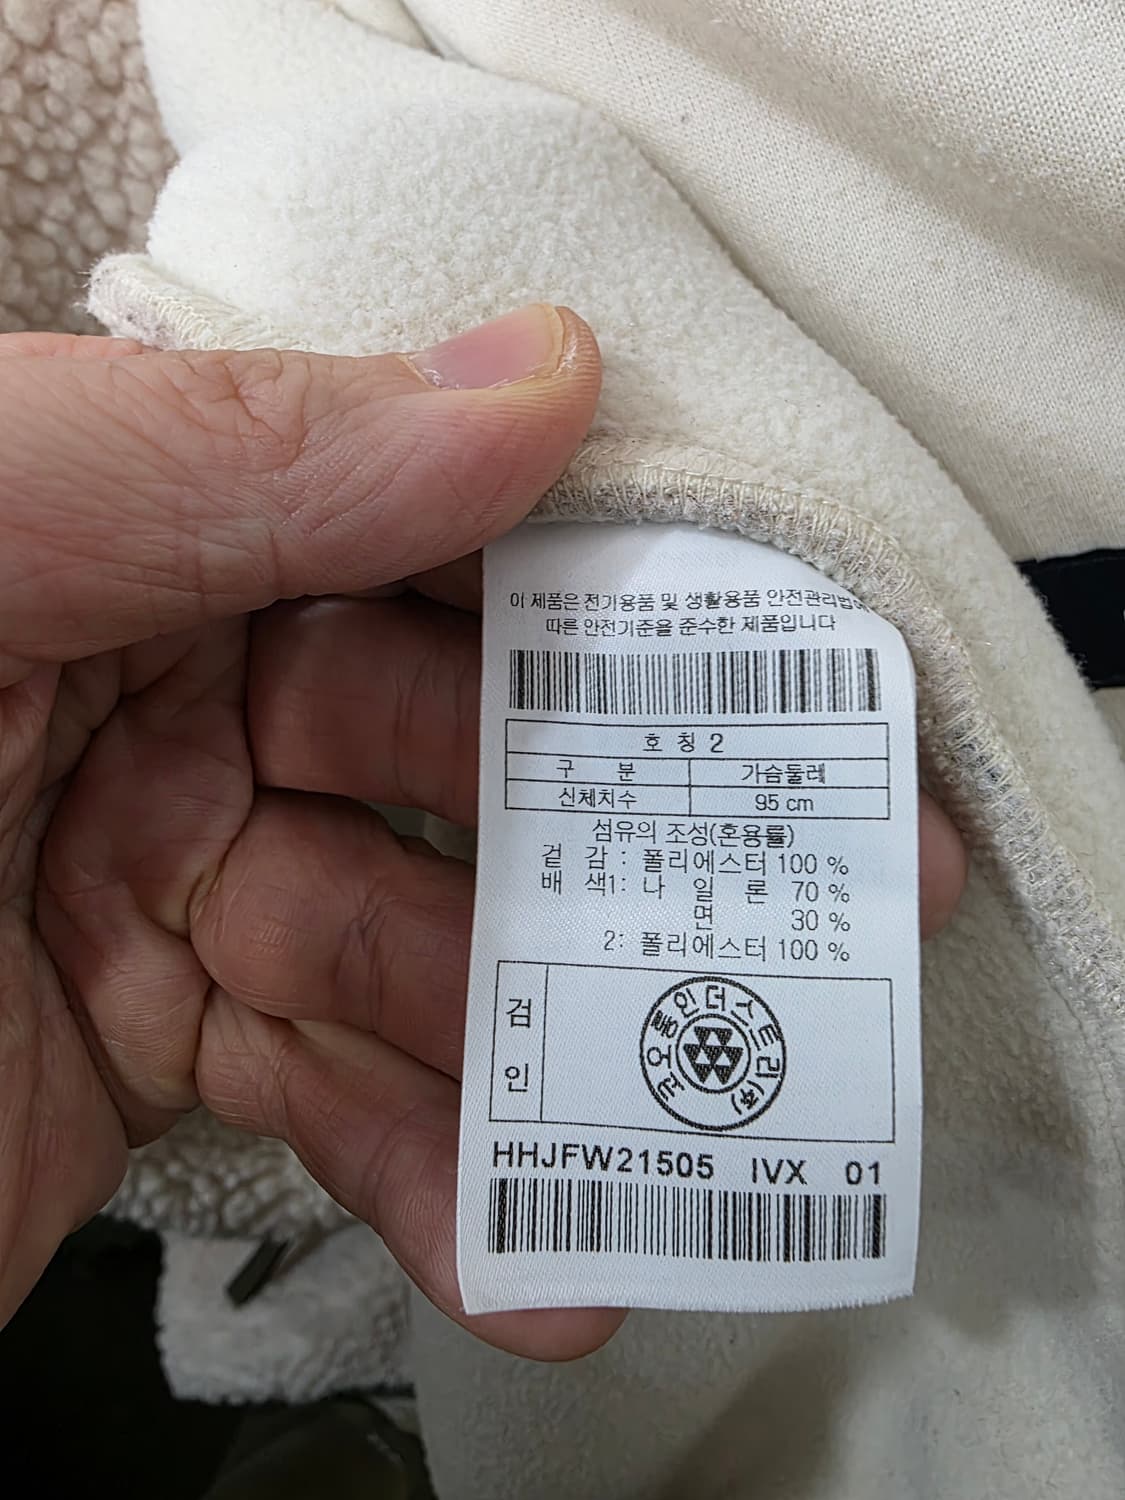 이 제품은 전기용품 및 생활용품 안전관리법에
따른 안전기준을 준수한 제품입니다
호 칭 2
구 분 가슴둘레
신체치수 95 cm
섬유의 조성(혼용률)
겉 감 : 폴리에스터 100 %
배 색1: 나 일 론 70 %
면 30 %
2: 폴리에스터 100 %
검 인
코오롱인더스트리(주)
HHJFW21505 IVX 01